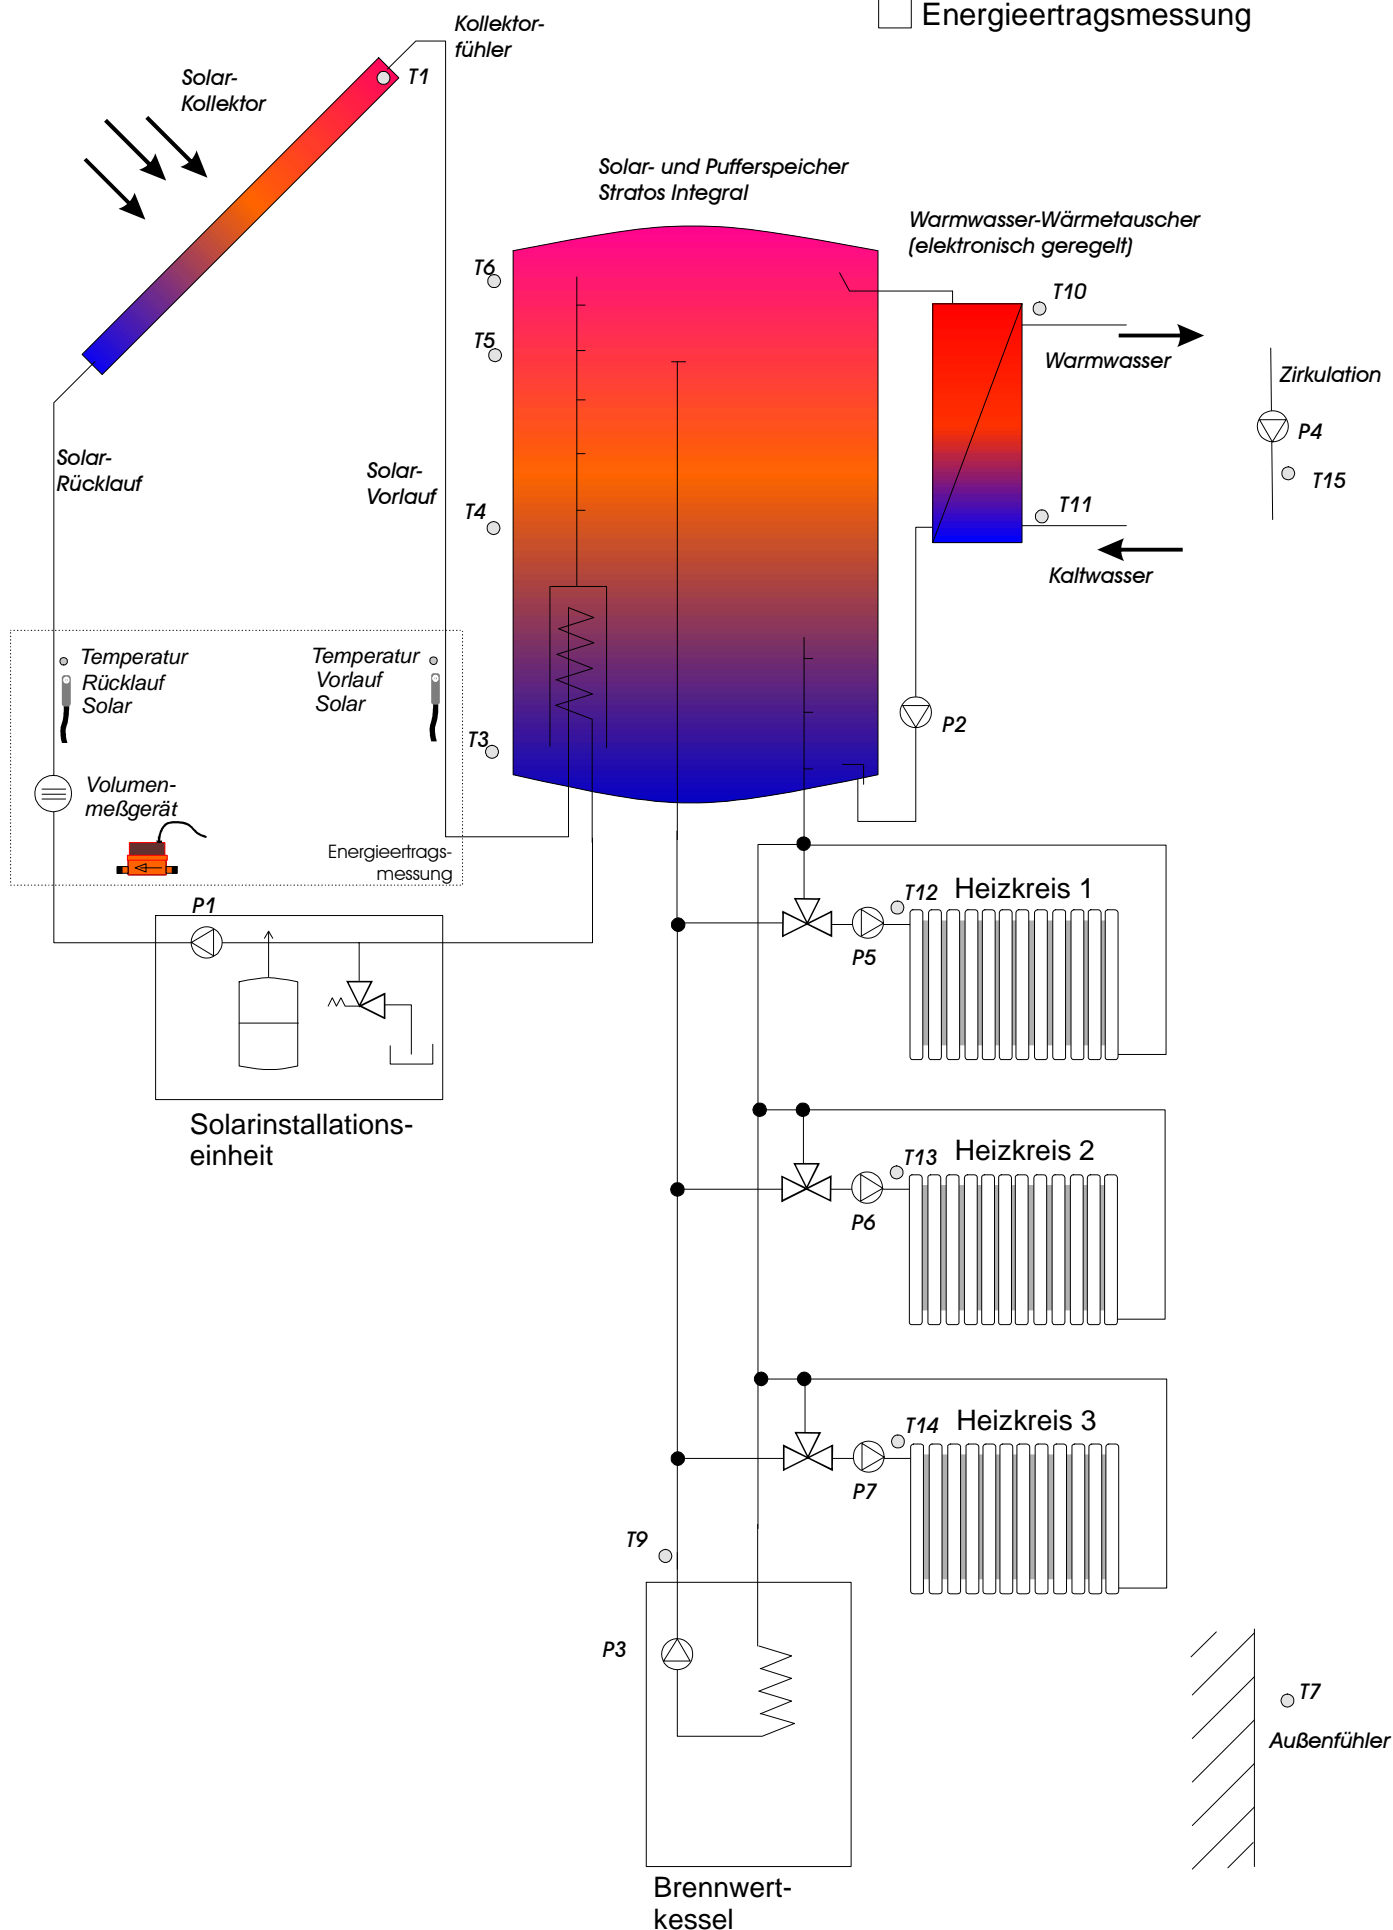 Energieertragsmessung
Kollektor-
fühler
Solar-
Kollektor
T1
Solar- und Pufferspeicher
Stratos Integral
Warmwasser-Wärmetauscher
(elektronisch geregelt)
T6
T10
T5
Warmwasser
Zirkulation
P4
Solar-
Rücklauf
Solar-
Vorlauf
T15
T4
T11
Kaltwasser
Temperatur
Rücklauf
Solar
Temperatur
Vorlauf
Solar
T3
P2
Volumen-
meßgerät
Energieertrags-
messung
P1
T12
Heizkreis 1
P5
Solarinstallations-
einheit
T13
Heizkreis 2
P6
T14
Heizkreis 3
P7
T9
P3
T7
Außenfühler
Brennwert-
kessel